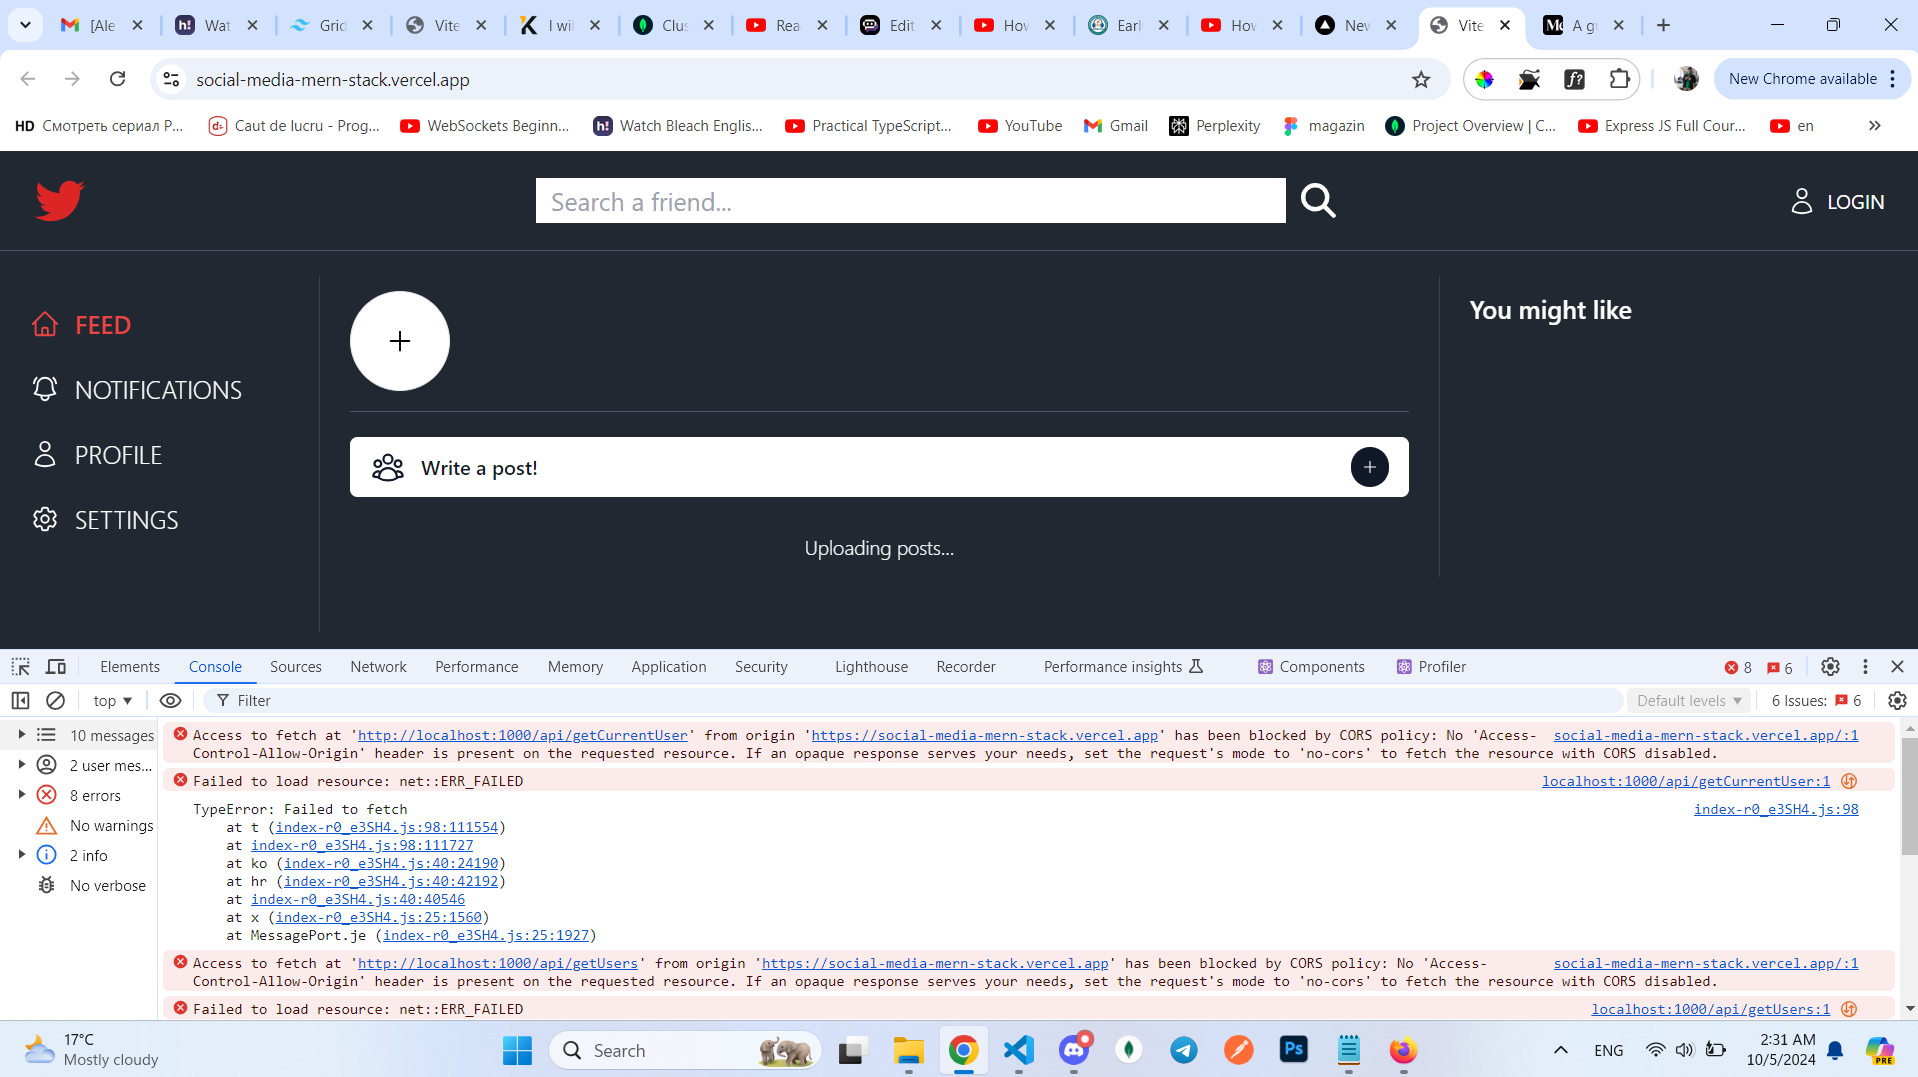 [Ale
Wat
Grid
Vite
I wil
Clus
Rea
Edit
How
Earl
How
New
Vite
A gu
social-media-mern-stack.vercel.app
New Chrome available
HD Смотреть сериал Р...
Caut de lucru - Prog...
WebSockets Beginn...
Watch Bleach Englis...
Practical TypeScript...
YouTube
Gmail
Perplexity
magazin
Project Overview | C...
Express JS Full Cour...
en
Search a friend...
LOGIN
FEED
NOTIFICATIONS
PROFILE
SETTINGS
Write a post!
Uploading posts...
You might like
Elements Console Sources Network Performance Memory Application Security Lighthouse Recorder Performance insights Components Profiler 8 6
top Filter Default levels 6 Issues: 6
10 messages
2 user mes...
8 errors
No warnings
2 info
No verbose
Access to fetch at 'http://localhost:1000/api/getCurrentUser' from origin 'https://social-media-mern-stack.vercel.app' has been blocked by CORS policy: No 'Access- social-media-mern-stack.vercel.app/:1
Control-Allow-Origin' header is present on the requested resource. If an opaque response serves your needs, set the request's mode to 'no-cors' to fetch the resource with CORS disabled.
Failed to load resource: net::ERR_FAILED localhost:1000/api/getCurrentUser:1
TypeError: Failed to fetch index-r0_e3SH4.js:98
at t (index-r0_e3SH4.js:98:111554)
at index-r0_e3SH4.js:98:111727
at ko (index-r0_e3SH4.js:40:24190)
at hr (index-r0_e3SH4.js:40:42192)
at index-r0_e3SH4.js:40:40546
at x (index-r0_e3SH4.js:25:1560)
at MessagePort.je (index-r0_e3SH4.js:25:1927)
Access to fetch at 'http://localhost:1000/api/getUsers' from origin 'https://social-media-mern-stack.vercel.app' has been blocked by CORS policy: No 'Access- social-media-mern-stack.vercel.app/:1
Control-Allow-Origin' header is present on the requested resource. If an opaque response serves your needs, set the request's mode to 'no-cors' to fetch the resource with CORS disabled.
Failed to load resource: net::ERR_FAILED localhost:1000/api/getUsers:1
17°C
Mostly cloudy
Search
Ps
ENG
2:31 AM
10/5/2024
PRE